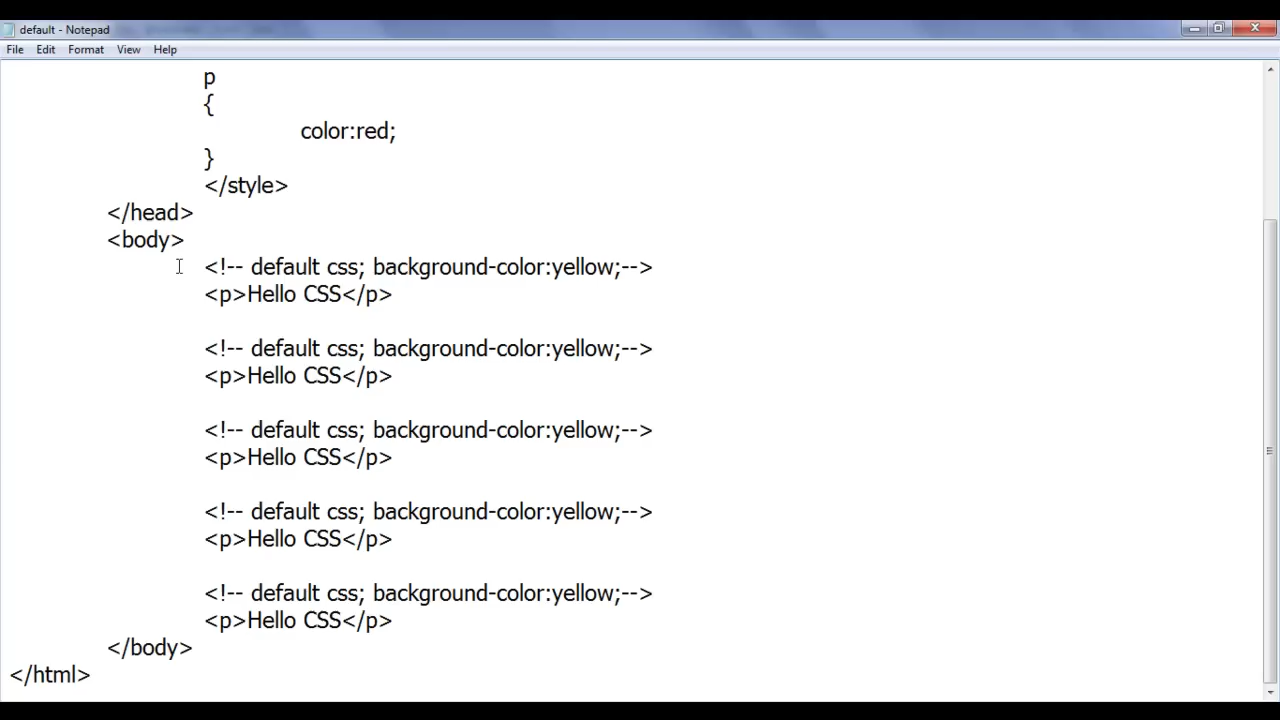 default - Notepad
File Edit Format View Help
p
{
color:red;
}
</style>
</head>
<body>
<!-- default css; background-color:yellow;-->
<p>Hello CSS</p>
<!-- default css; background-color:yellow;-->
<p>Hello CSS</p>
<!-- default css; background-color:yellow;-->
<p>Hello CSS</p>
<!-- default css; background-color:yellow;-->
<p>Hello CSS</p>
<!-- default css; background-color:yellow;-->
<p>Hello CSS</p>
</body>
</html>